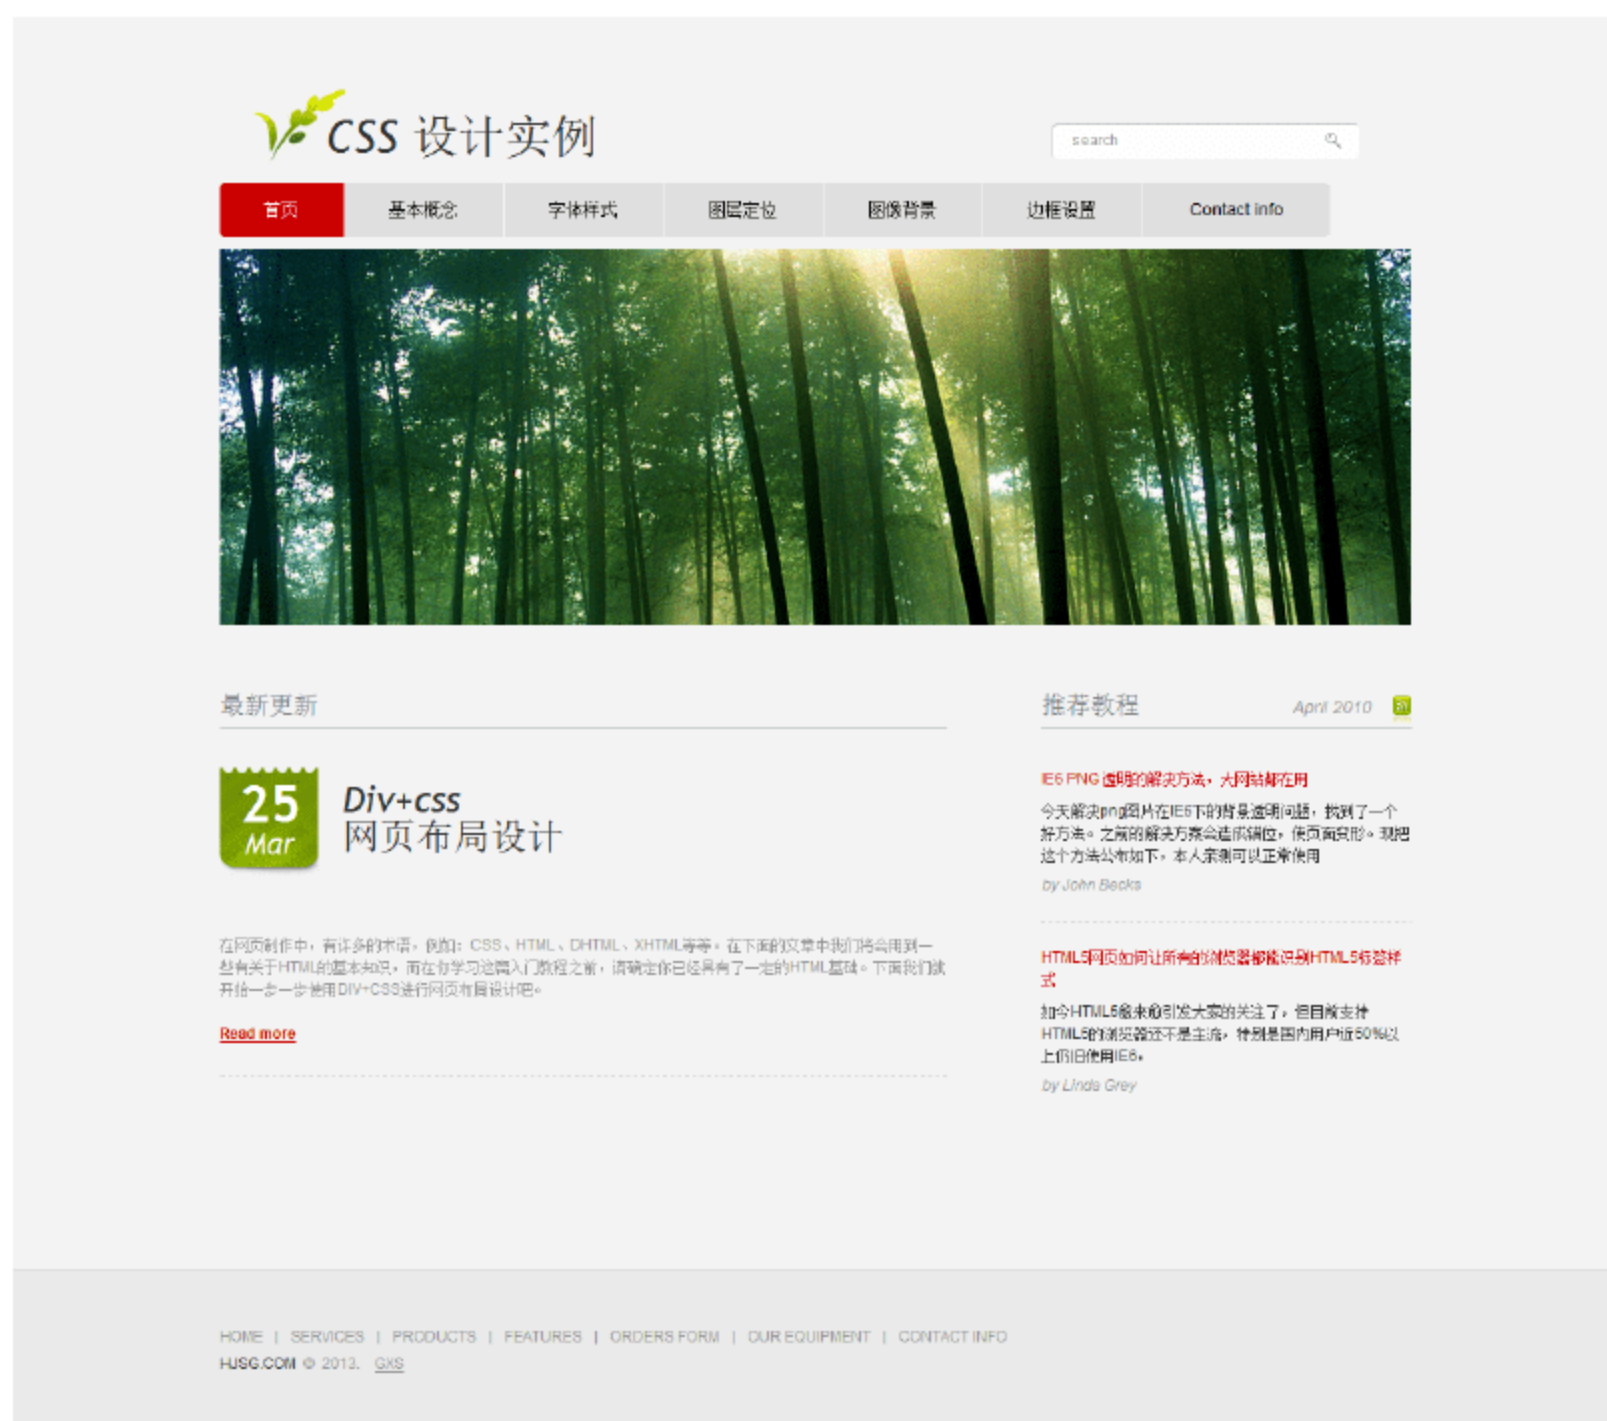 CSS 设计实例
search
首页 基本概念 字体样式 图层定位 图像背景 边框设置 Contact info
最新更新
25
Mar
Div+css
网页布局设计
在网页制作中，有许多的术语，例如：CSS、HTML、DHTML、XHTML等等。在下面的文章中我们将会用到一
些有关于HTML的基本知识，而在你学习这篇入门教程之前，请确定你已经具有了一定的HTML基础。下面我们就
开始一步一步使用DIV+CSS进行网页布局设计吧。
Read more
推荐教程 April 2010
IE6 PNG 透明的解决方法，大网站都在用
今天解决png图片在IE6下的背景透明问题，找到了一个
好方法。之前的解决方案会造成错位，使页面变形。现把
这个方法公布如下，本人亲测可以正常使用
by John Becks
HTML5网页如何让所有的浏览器都能识别HTML5标签样
式
如今HTML5愈来愈引发大家的关注了，但目前支持
HTML5的浏览器还不是主流，特别是国内用户近50%以
上仍旧使用IE6。
by Linda Grey
HOME | SERVICES | PRODUCTS | FEATURES | ORDERS FORM | OUR EQUIPMENT | CONTACT INFO
HJSG.COM © 2013. GXS